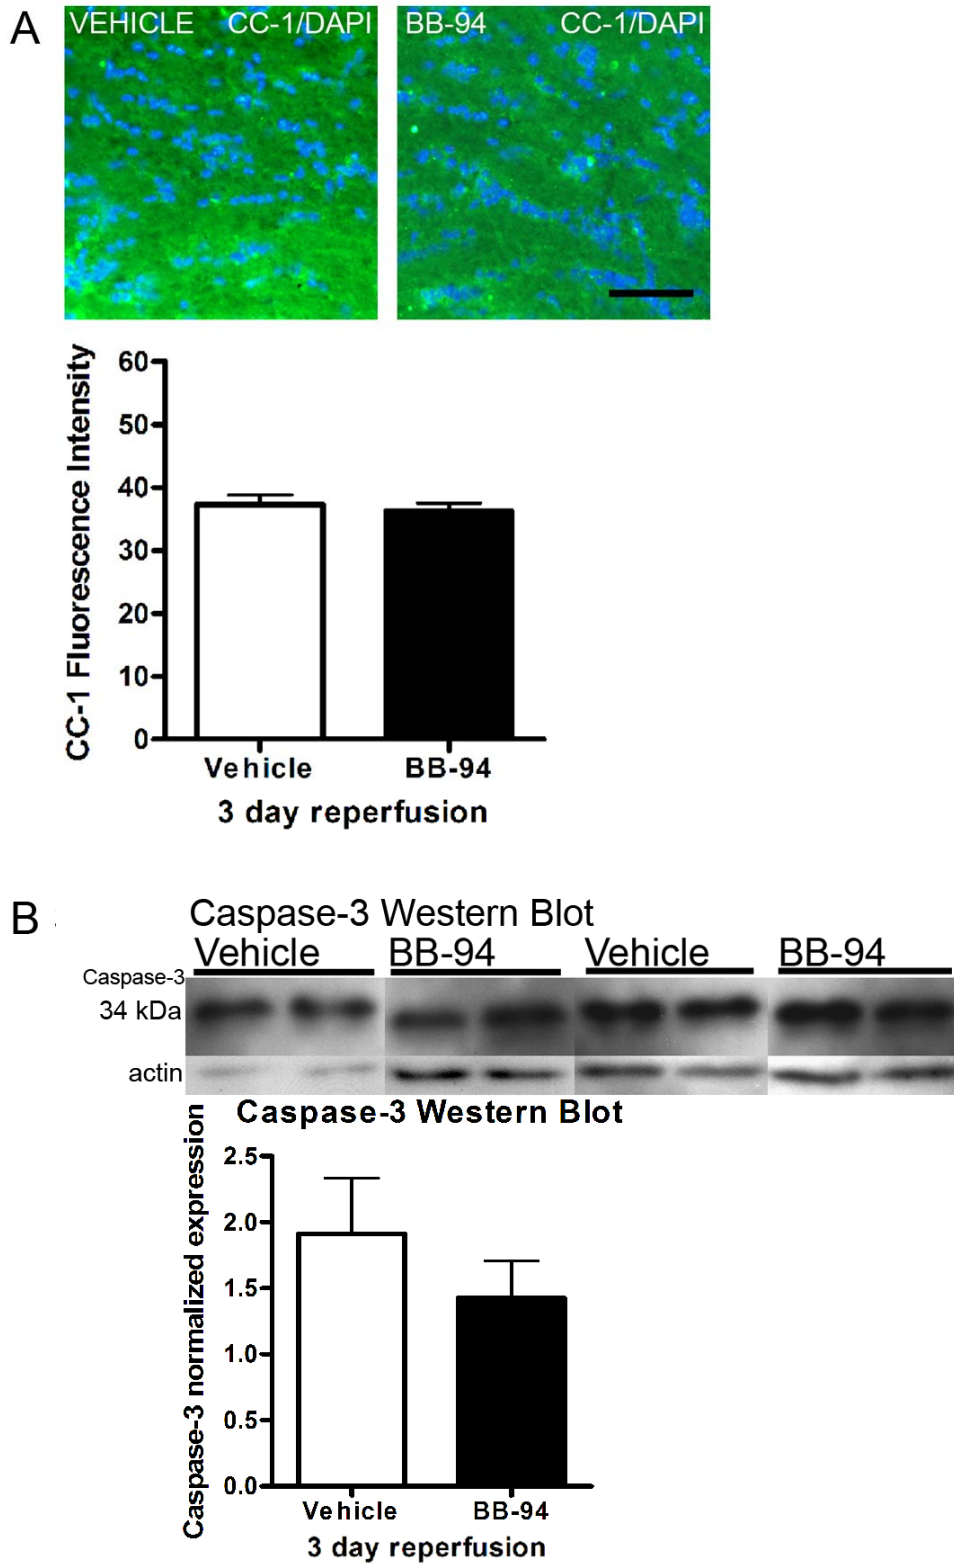 A
VEHICLE CC-1/DAPI
BB-94 CC-1/DAPI
CC-1 Fluorescence Intensity
60
50
40
30
20
10
0
Vehicle BB-94
3 day reperfusion
B
Caspase-3 Western Blot
Vehicle BB-94 Vehicle BB-94
Caspase-3
34 kDa
actin
Caspase-3 Western Blot
Caspase-3 normalized expression
2.5
2.0
1.5
1.0
0.5
0.0
Vehicle BB-94
3 day reperfusion